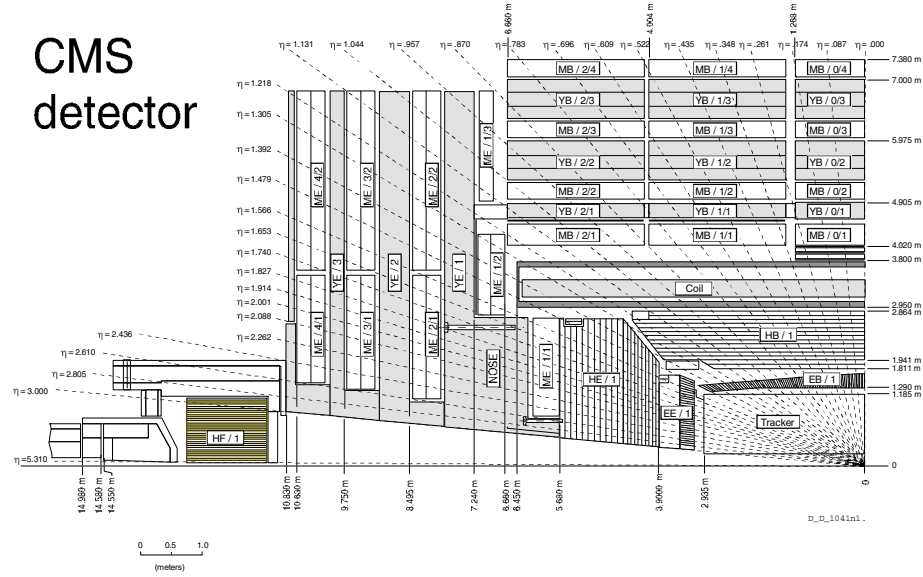 CMS
detector
6.660 m
4.004 m
1.268 m
η = 1.131
η = 1.044
η = .957
η = .870
η = .783
η = .696
η = .609
η = .522
η = .435
η = .348
η = .261
η = .174
η = .087
η = .000
η = 1.218
η = 1.305
η = 1.392
η = 1.479
η = 1.566
η = 1.653
η = 1.740
η = 1.827
η = 1.914
η = 2.001
η = 2.088
η = 2.262
η = 2.436
η = 2.610
η = 2.805
η = 3.000
η = 5.310
MB / 2/4
MB / 1/4
MB / 0/4
YB / 2/3
YB / 1/3
YB / 0/3
MB / 2/3
MB / 1/3
MB / 0/3
YB / 2/2
YB / 1/2
YB / 0/2
MB / 2/2
MB / 1/2
MB / 0/2
YB / 2/1
YB / 1/1
YB / 0/1
MB / 2/1
MB / 1/1
MB / 0/1
7.380 m
7.000 m
5.975 m
4.905 m
4.020 m
3.800 m
2.950 m
2.864 m
1.941 m
1.811 m
1.290 m
1.185 m
0
ME / 4/2
ME / 3/2
ME / 2/2
ME / 1/3
YE / 3
YE / 2
YE / 1
ME / 1/2
ME / 4/1
ME / 3/1
ME / 2/1
NOSE
ME / 1/1
Coil
HB / 1
HE / 1
EB / 1
EE / 1
Tracker
HF / 1
14.980 m
14.580 m
14.550 m
10.830 m
10.630 m
9.750 m
8.495 m
7.240 m
6.660 m
6.450 m
5.680 m
3.9000 m
2.935 m
0
D_D_1041n1.
0 0.5 1.0
(meters)